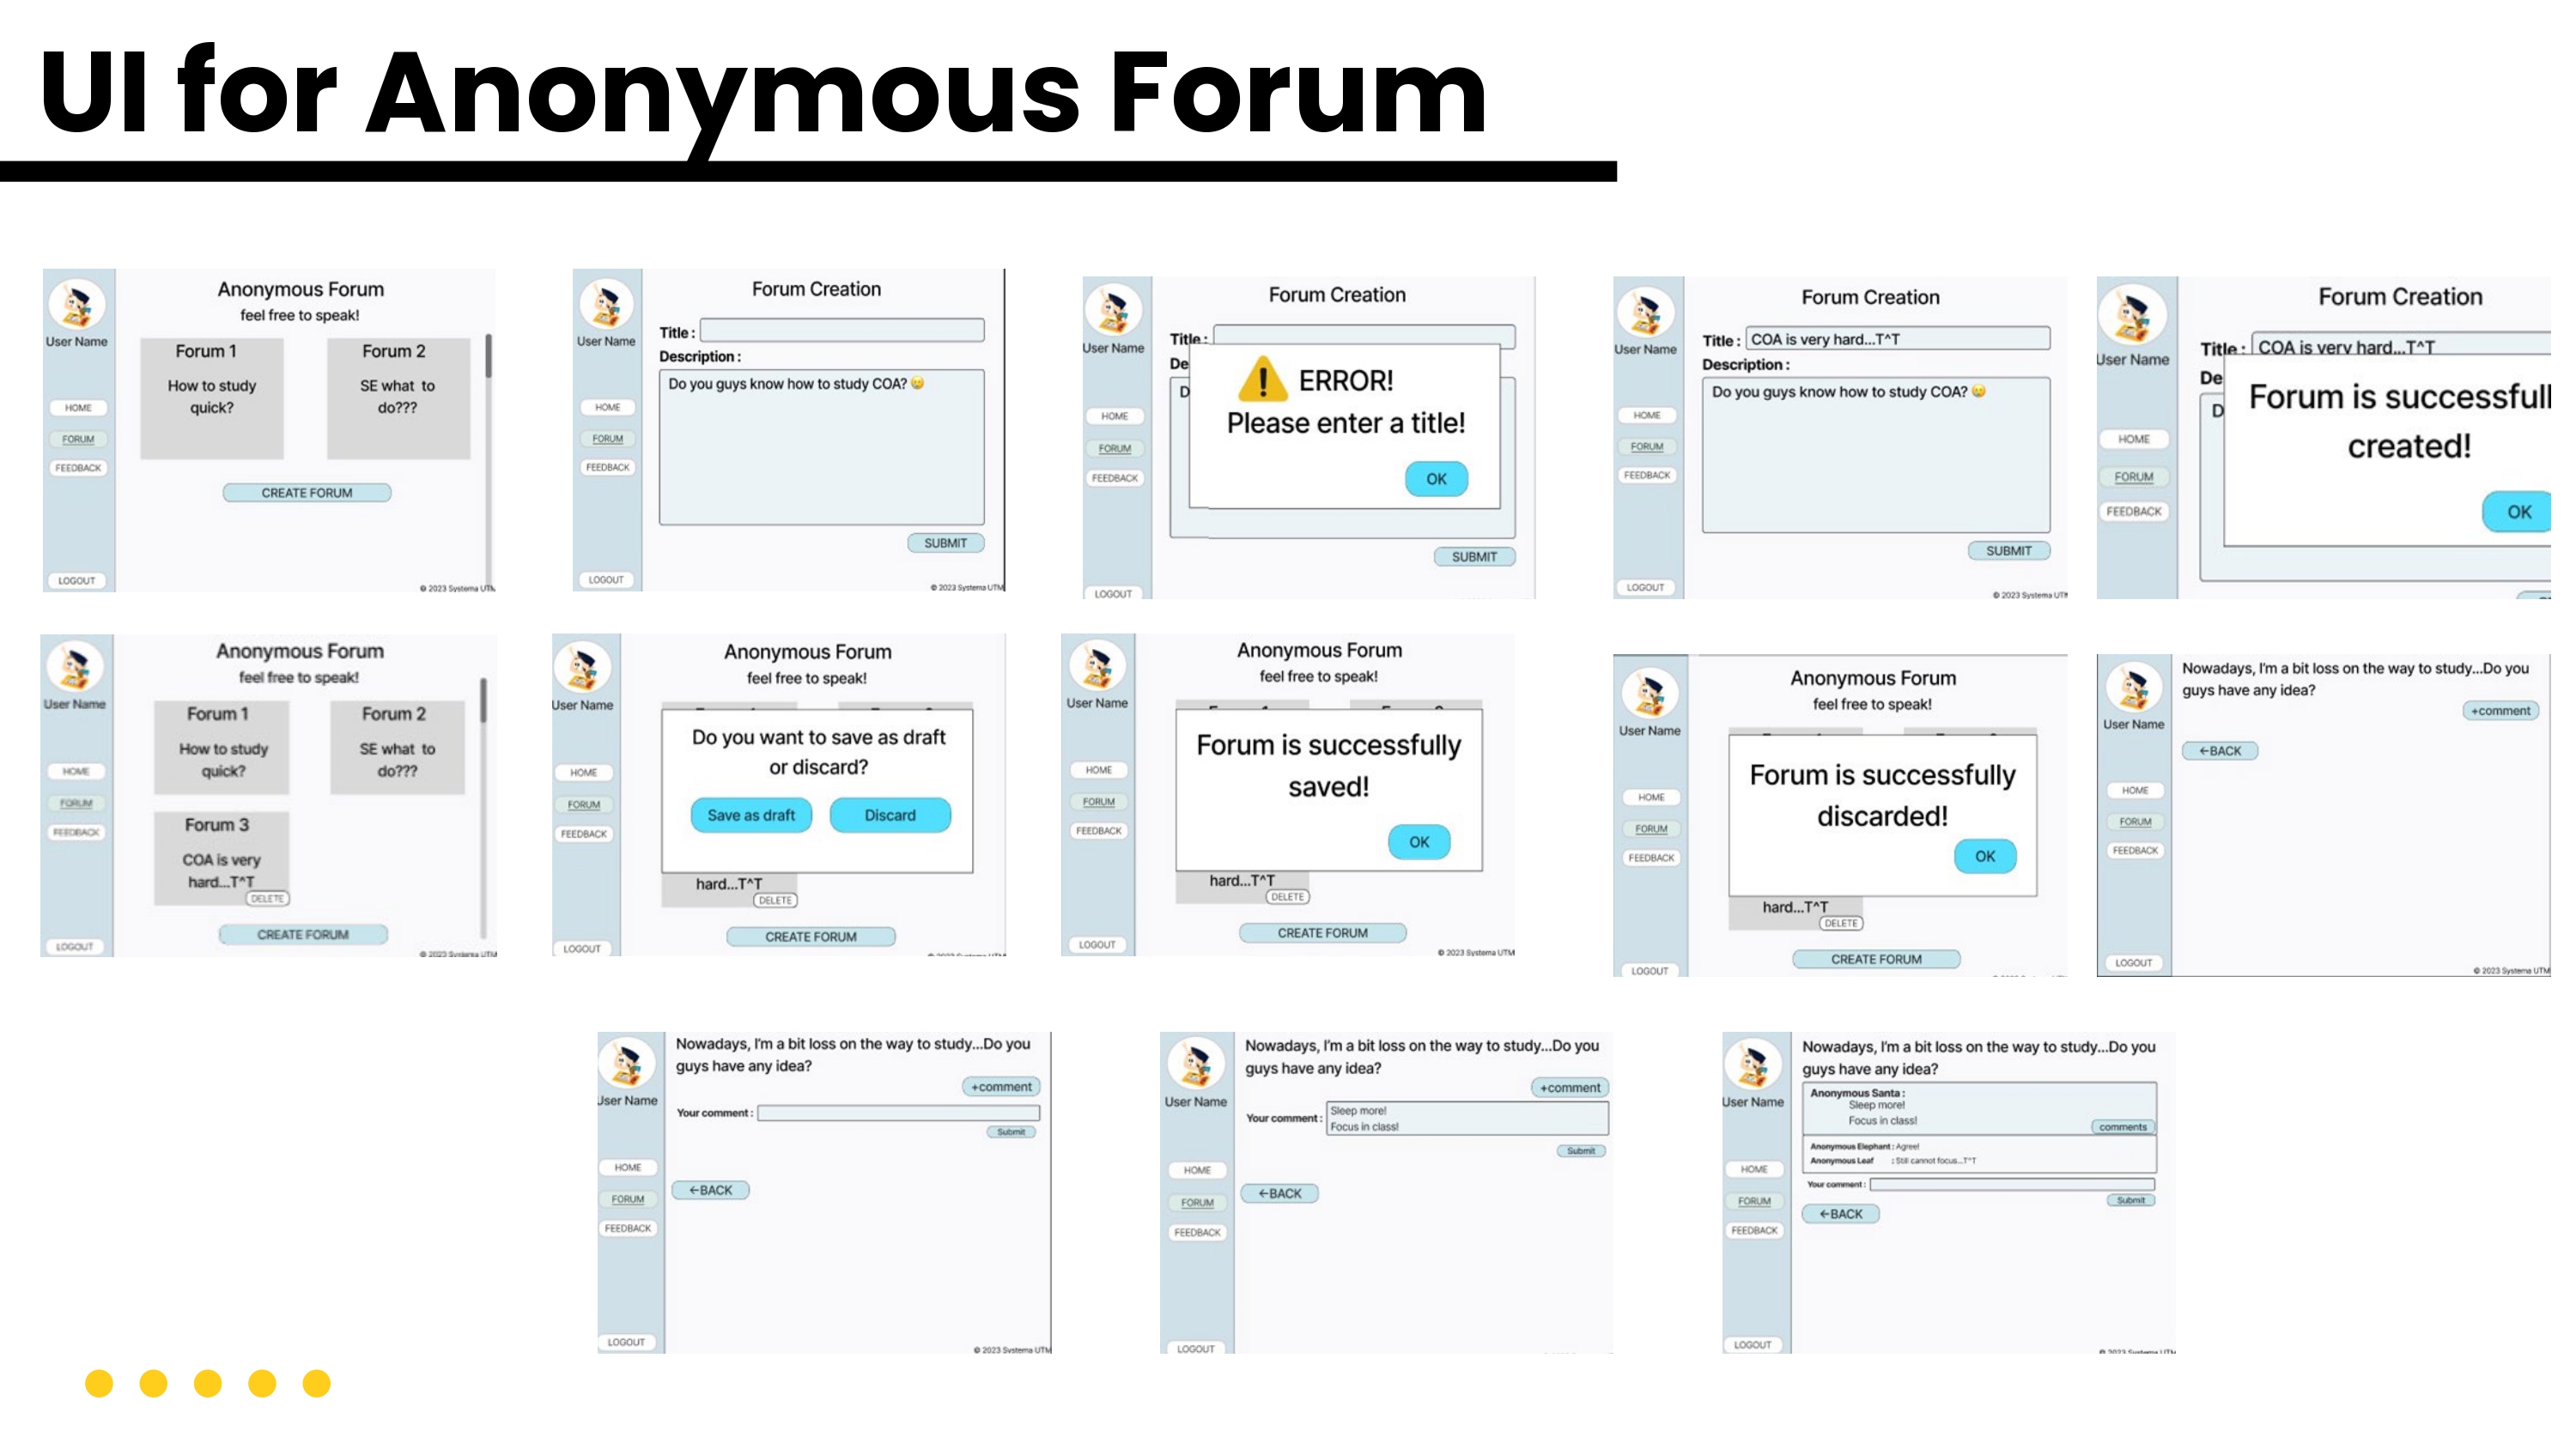 UI for Anonymous Forum
Anonymous Forum
feel free to speak!
User Name
Forum 1
How to study
quick?
Forum 2
SE what to
do???
HOME
FORUM
FEEDBACK
CREATE FORUM
LOGOUT
© 2023 Systema UTM
Forum Creation
User Name
Title :
Description :
Do you guys know how to study COA? 😥
HOME
FORUM
FEEDBACK
SUBMIT
LOGOUT
© 2023 Systema UTM
Forum Creation
User Name
Title :
De
D
ERROR!
Please enter a title!
OK
HOME
FORUM
FEEDBACK
SUBMIT
LOGOUT
Forum Creation
User Name
Title : COA is very hard...T^T
Description :
Do you guys know how to study COA? 😥
HOME
FORUM
FEEDBACK
SUBMIT
LOGOUT
© 2023 Systema UTM
Forum Creation
User Name
Title : COA is very hard...T^T
De
D
Forum is successfull
created!
OK
HOME
FORUM
FEEDBACK
Anonymous Forum
feel free to speak!
User Name
Forum 1
How to study
quick?
Forum 2
SE what to
do???
Forum 3
COA is very
hard...T^T
DELETE
HOME
FORUM
FEEDBACK
CREATE FORUM
LOGOUT
© 2023 Systema UTM
Anonymous Forum
feel free to speak!
User Name
Do you want to save as draft
or discard?
Save as draft
Discard
HOME
FORUM
FEEDBACK
hard...T^T
DELETE
CREATE FORUM
LOGOUT
Anonymous Forum
feel free to speak!
User Name
Forum is successfully
saved!
OK
HOME
FORUM
FEEDBACK
hard...T^T
DELETE
CREATE FORUM
LOGOUT
© 2023 Systema UTM
Anonymous Forum
feel free to speak!
User Name
Forum is successfully
discarded!
OK
HOME
FORUM
FEEDBACK
hard...T^T
DELETE
CREATE FORUM
LOGOUT
Nowadays, I'm a bit loss on the way to study...Do you
guys have any idea?
+comment
User Name
←BACK
HOME
FORUM
FEEDBACK
LOGOUT
© 2023 Systema UTM
Nowadays, I'm a bit loss on the way to study...Do you
guys have any idea?
+comment
User Name
Your comment :
Submit
HOME
FORUM
FEEDBACK
←BACK
LOGOUT
© 2023 Systema UTM
Nowadays, I'm a bit loss on the way to study...Do you
guys have any idea?
+comment
User Name
Your comment :
Sleep more!
Focus in class!
Submit
HOME
FORUM
FEEDBACK
←BACK
LOGOUT
Nowadays, I'm a bit loss on the way to study...Do you
guys have any idea?
User Name
Anonymous Santa :
Sleep more!
Focus in class!
comments
Anonymous Elephant : Agree!
Anonymous Leaf : Still cannot focus...T^T
Your comment :
Submit
HOME
FORUM
FEEDBACK
←BACK
LOGOUT
© 2023 Systema UTM